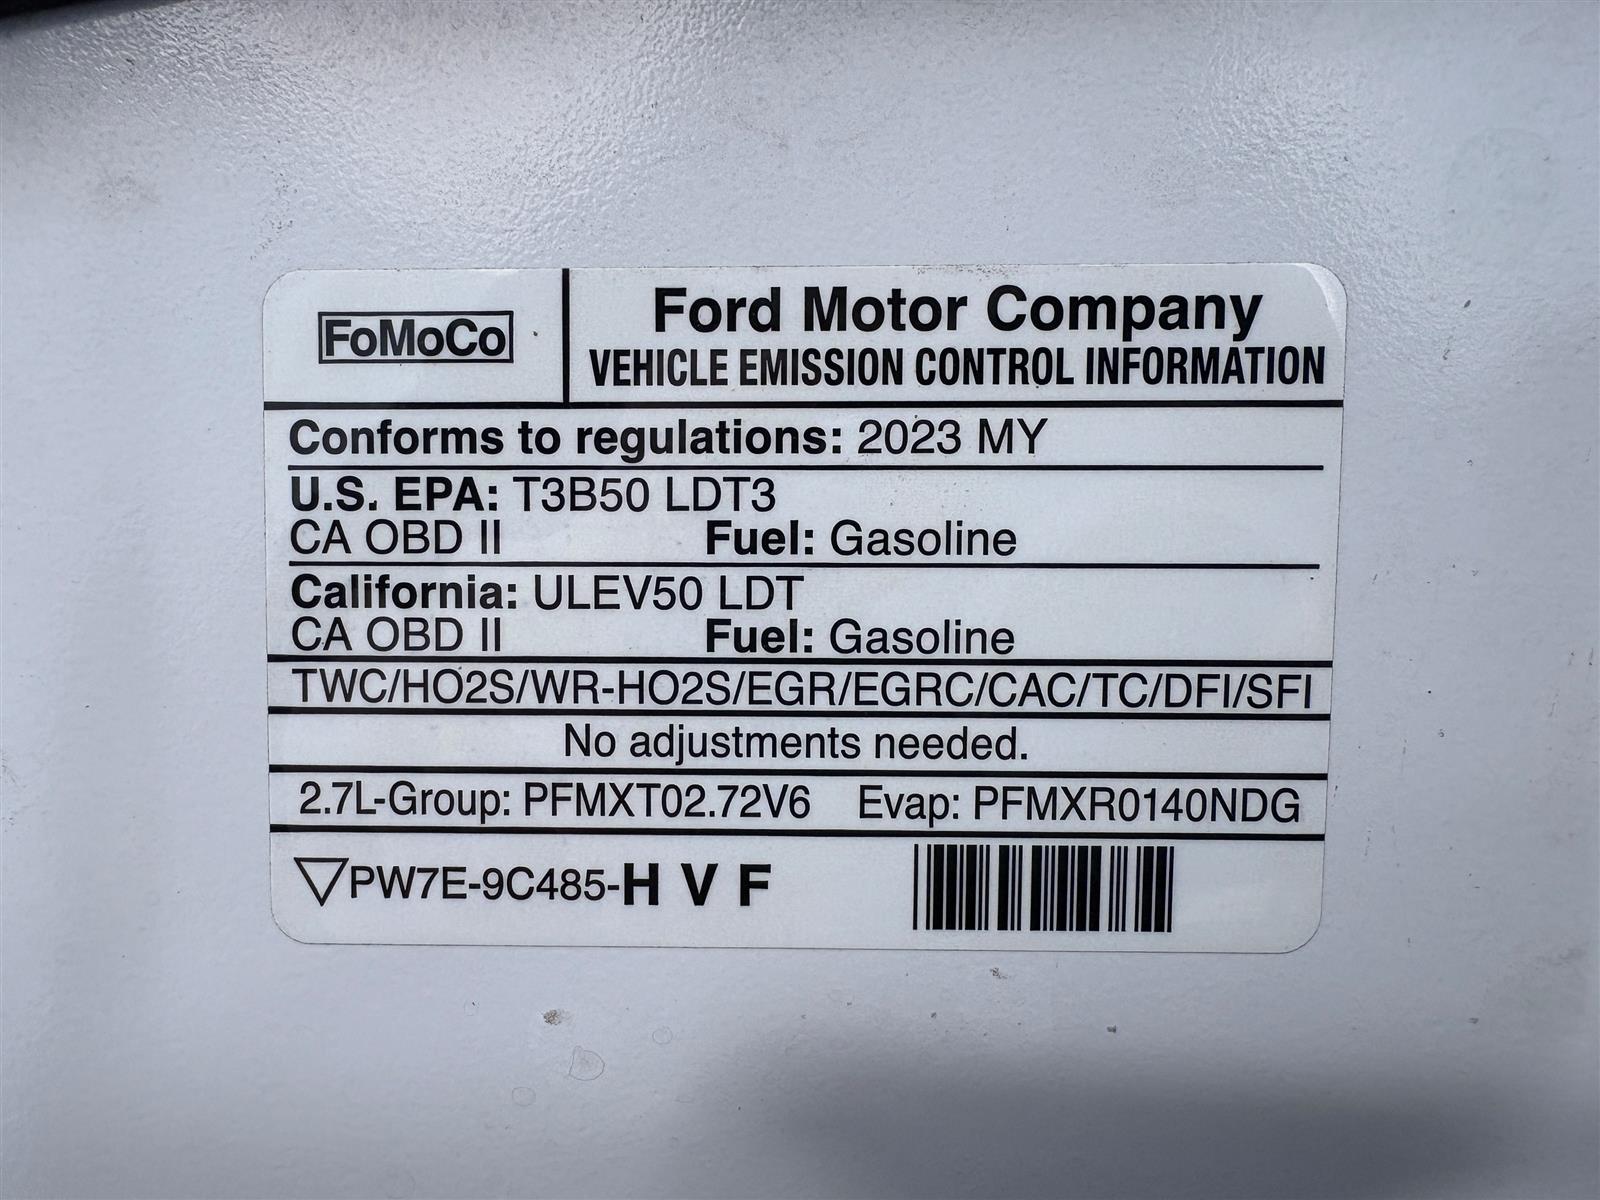 FoMoCo
Ford Motor Company
VEHICLE EMISSION CONTROL INFORMATION
Conforms to regulations: 2023 MY
U.S. EPA: T3B50 LDT3
CA OBD II Fuel: Gasoline
California: ULEV50 LDT
CA OBD II Fuel: Gasoline
TWC/HO2S/WR-HO2S/EGR/EGRC/CAC/TC/DFI/SFI
No adjustments needed.
2.7L-Group: PFMXT02.72V6 Evap: PFMXR0140NDG
PW7E-9C485-H V F